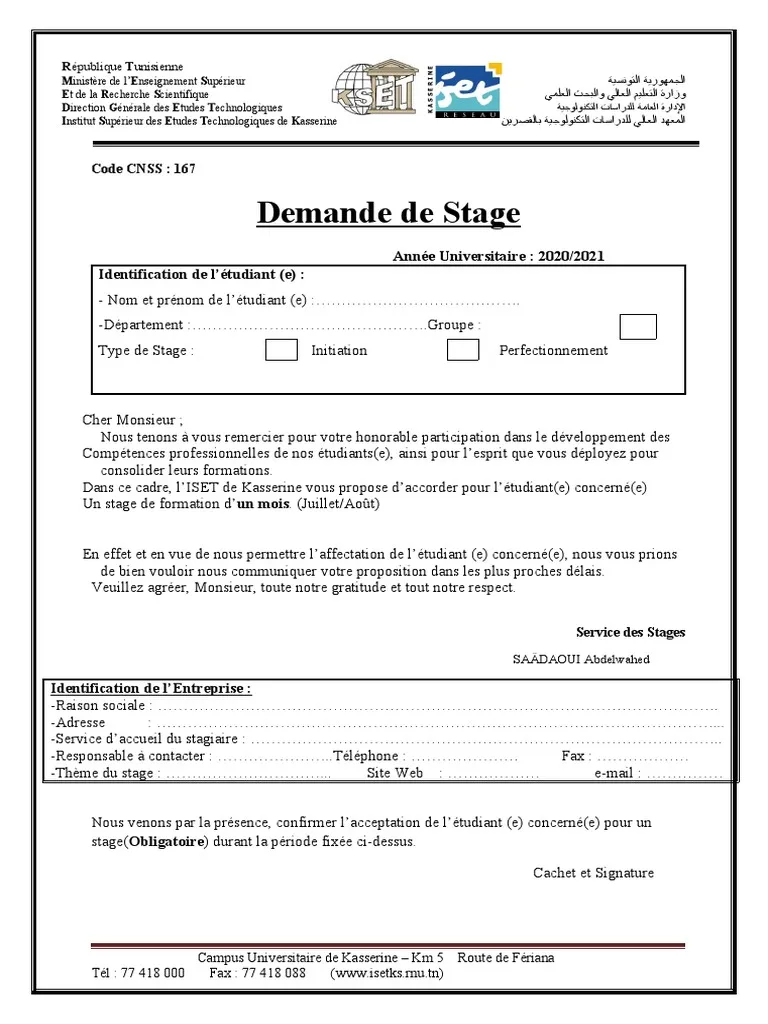 République Tunisienne
Ministère de l'Enseignement Supérieur
Et de la Recherche Scientifique
Direction Générale des Etudes Technologiques
Institut Supérieur des Etudes Technologiques de Kasserine
KSET
KASSERINE
iset
RESEAU
الجمهورية التونسية
وزارة التعليم العالي والبحث العلمي
الإدارة العامة للدراسات التكنولوجية
المعهد العالي للدراسات التكنولوجية بالقصرين
Code CNSS : 167
Demande de Stage
Année Universitaire : 2020/2021
Identification de l'étudiant (e) :
- Nom et prénom de l'étudiant (e) :………………………………….
-Département :……………………………………….Groupe :
Type de Stage : Initiation Perfectionnement
Cher Monsieur ;
Nous tenons à vous remercier pour votre honorable participation dans le développement des
Compétences professionnelles de nos étudiants(e), ainsi pour l'esprit que vous déployez pour
consolider leurs formations.
Dans ce cadre, l'ISET de Kasserine vous propose d'accorder pour l'étudiant(e) concerné(e)
Un stage de formation d'un mois. (Juillet/Août)
En effet et en vue de nous permettre l'affectation de l'étudiant (e) concerné(e), nous vous prions
de bien vouloir nous communiquer votre proposition dans les plus proches délais.
Veuillez agréer, Monsieur, toute notre gratitude et tout notre respect.
Service des Stages
SAÄDAOUI Abdelwahed
Identification de l'Entreprise :
-Raison sociale : ……………………………………………………………………………………………….
-Adresse : ………………………………………………………………………………………………...
-Service d'accueil du stagiaire : ………………………………………………………………………………..
-Responsable à contacter : …………………..Téléphone : ………………… Fax : ………………
-Thème du stage : …………………………... Site Web : ……………… e-mail : ……………
Nous venons par la présence, confirmer l'acceptation de l'étudiant (e) concerné(e) pour un
stage(Obligatoire) durant la période fixée ci-dessus.
Cachet et Signature
Campus Universitaire de Kasserine – Km 5 Route de Fériana
Tél : 77 418 000 Fax : 77 418 088 (www.isetks.rnu.tn)